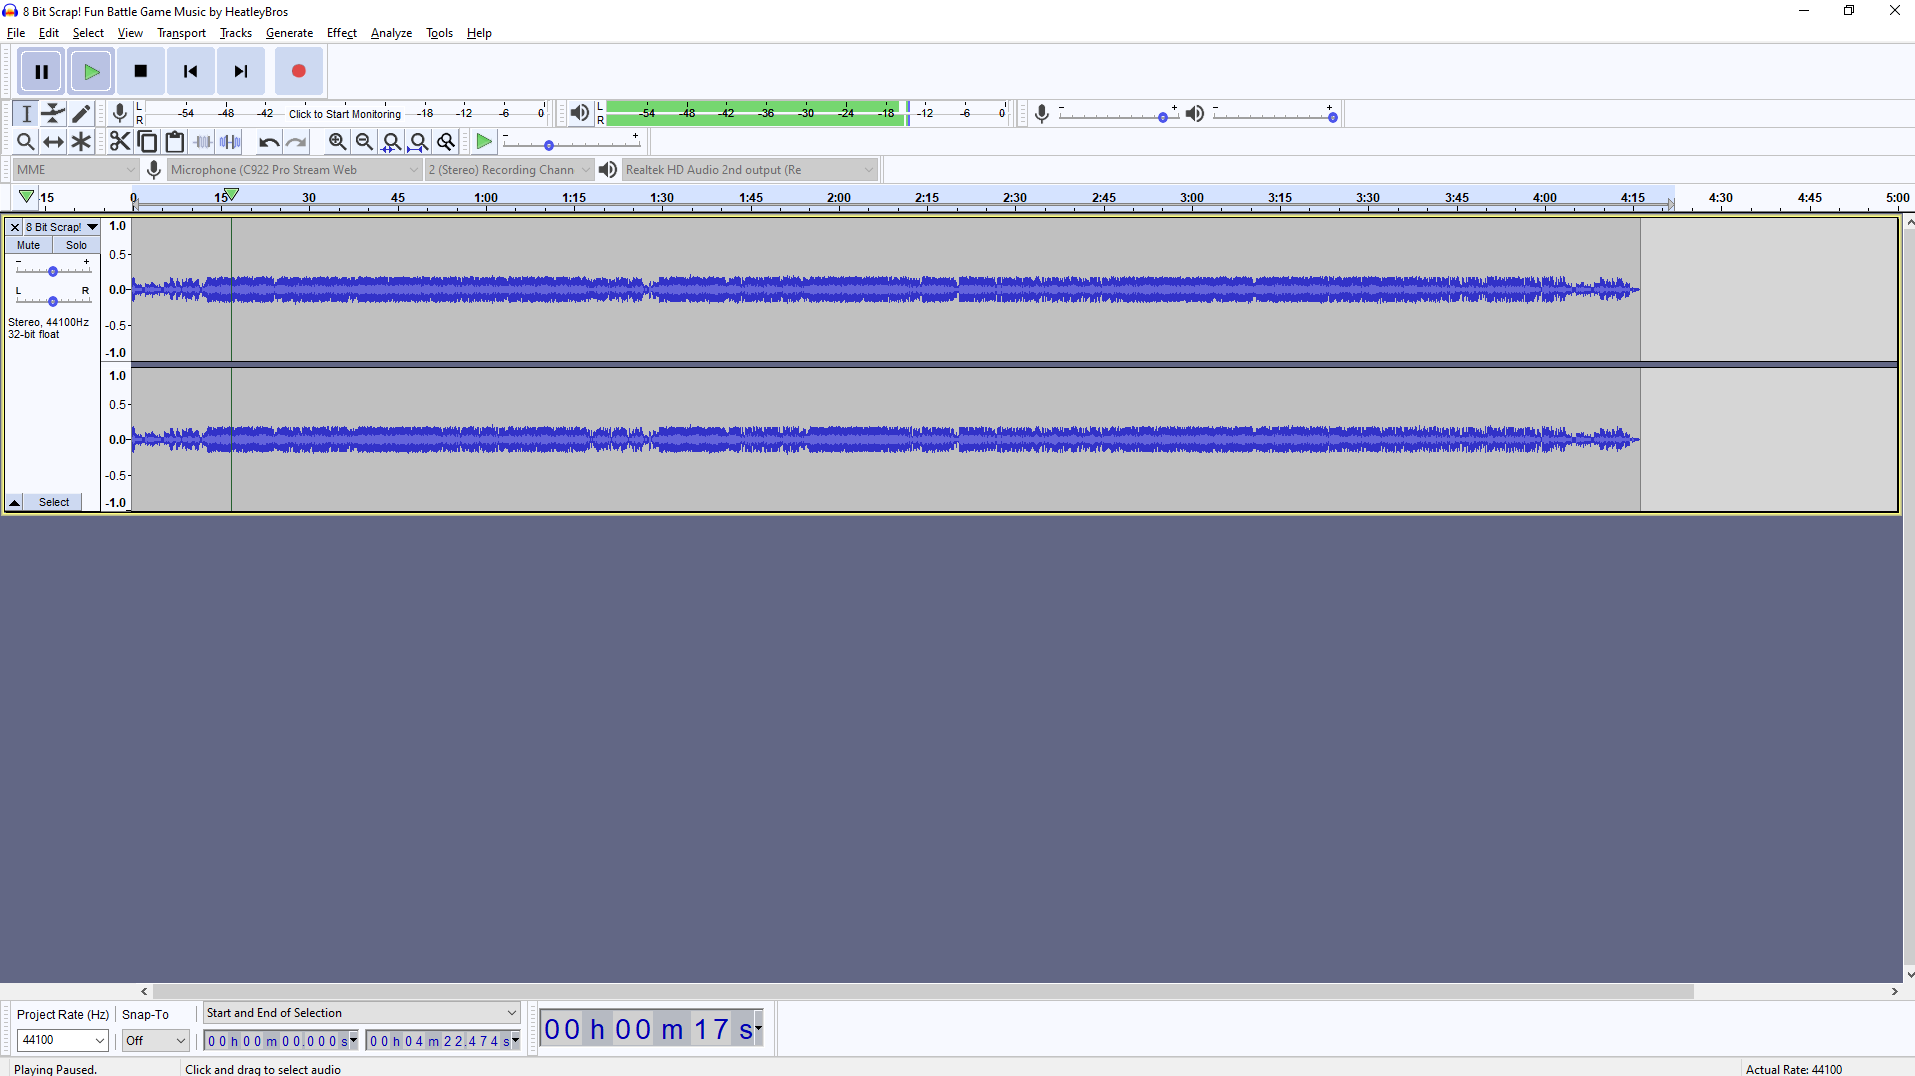 8 Bit Scrap! Fun Battle Game Music by HeatleyBros
File Edit Select View Transport Tracks Generate Effect Analyze Tools Help
L R -54 -48 -42 Click to Start Monitoring -18 -12 -6 0 L R -54 -48 -42 -36 -30 -24 -18 -12 -6 0 - + - +
- +
MME Microphone (C922 Pro Stream Web 2 (Stereo) Recording Chann Realtek HD Audio 2nd output (Re
-15 0 15 30 45 1:00 1:15 1:30 1:45 2:00 2:15 2:30 2:45 3:00 3:15 3:30 3:45 4:00 4:15 4:30 4:45 5:00
8 Bit Scrap! 1.0
Mute Solo
0.5
- +
L R 0.0
Stereo, 44100Hz
-0.5
32-bit float
-1.0
1.0
0.5
0.0
-0.5
Select -1.0
Project Rate (Hz) Snap-To Start and End of Selection
44100 Off 00 h 00 m 00.000 s 00 h 04 m 22.474 s 00 h 00 m 17 s
Playing Paused. Click and drag to select audio Actual Rate: 44100